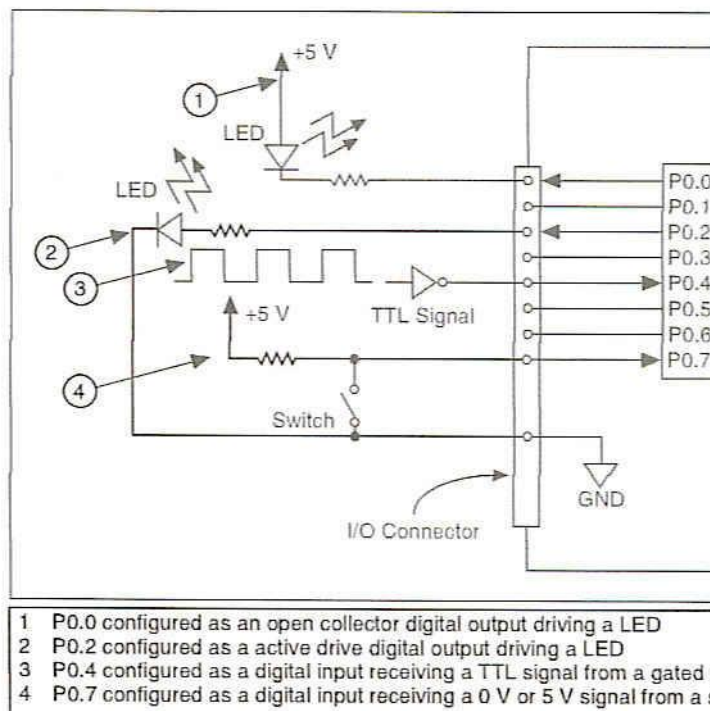 +5 V
1
LED
LED
P0.0
P0.1
P0.2
2
P0.3
3
P0.4
+5 V
TTL Signal
P0.5
P0.6
P0.7
4
Switch
GND
I/O Connector
1 P0.0 configured as an open collector digital output driving a LED
2 P0.2 configured as a active drive digital output driving a LED
3 P0.4 configured as a digital input receiving a TTL signal from a gated
4 P0.7 configured as a digital input receiving a 0 V or 5 V signal from a